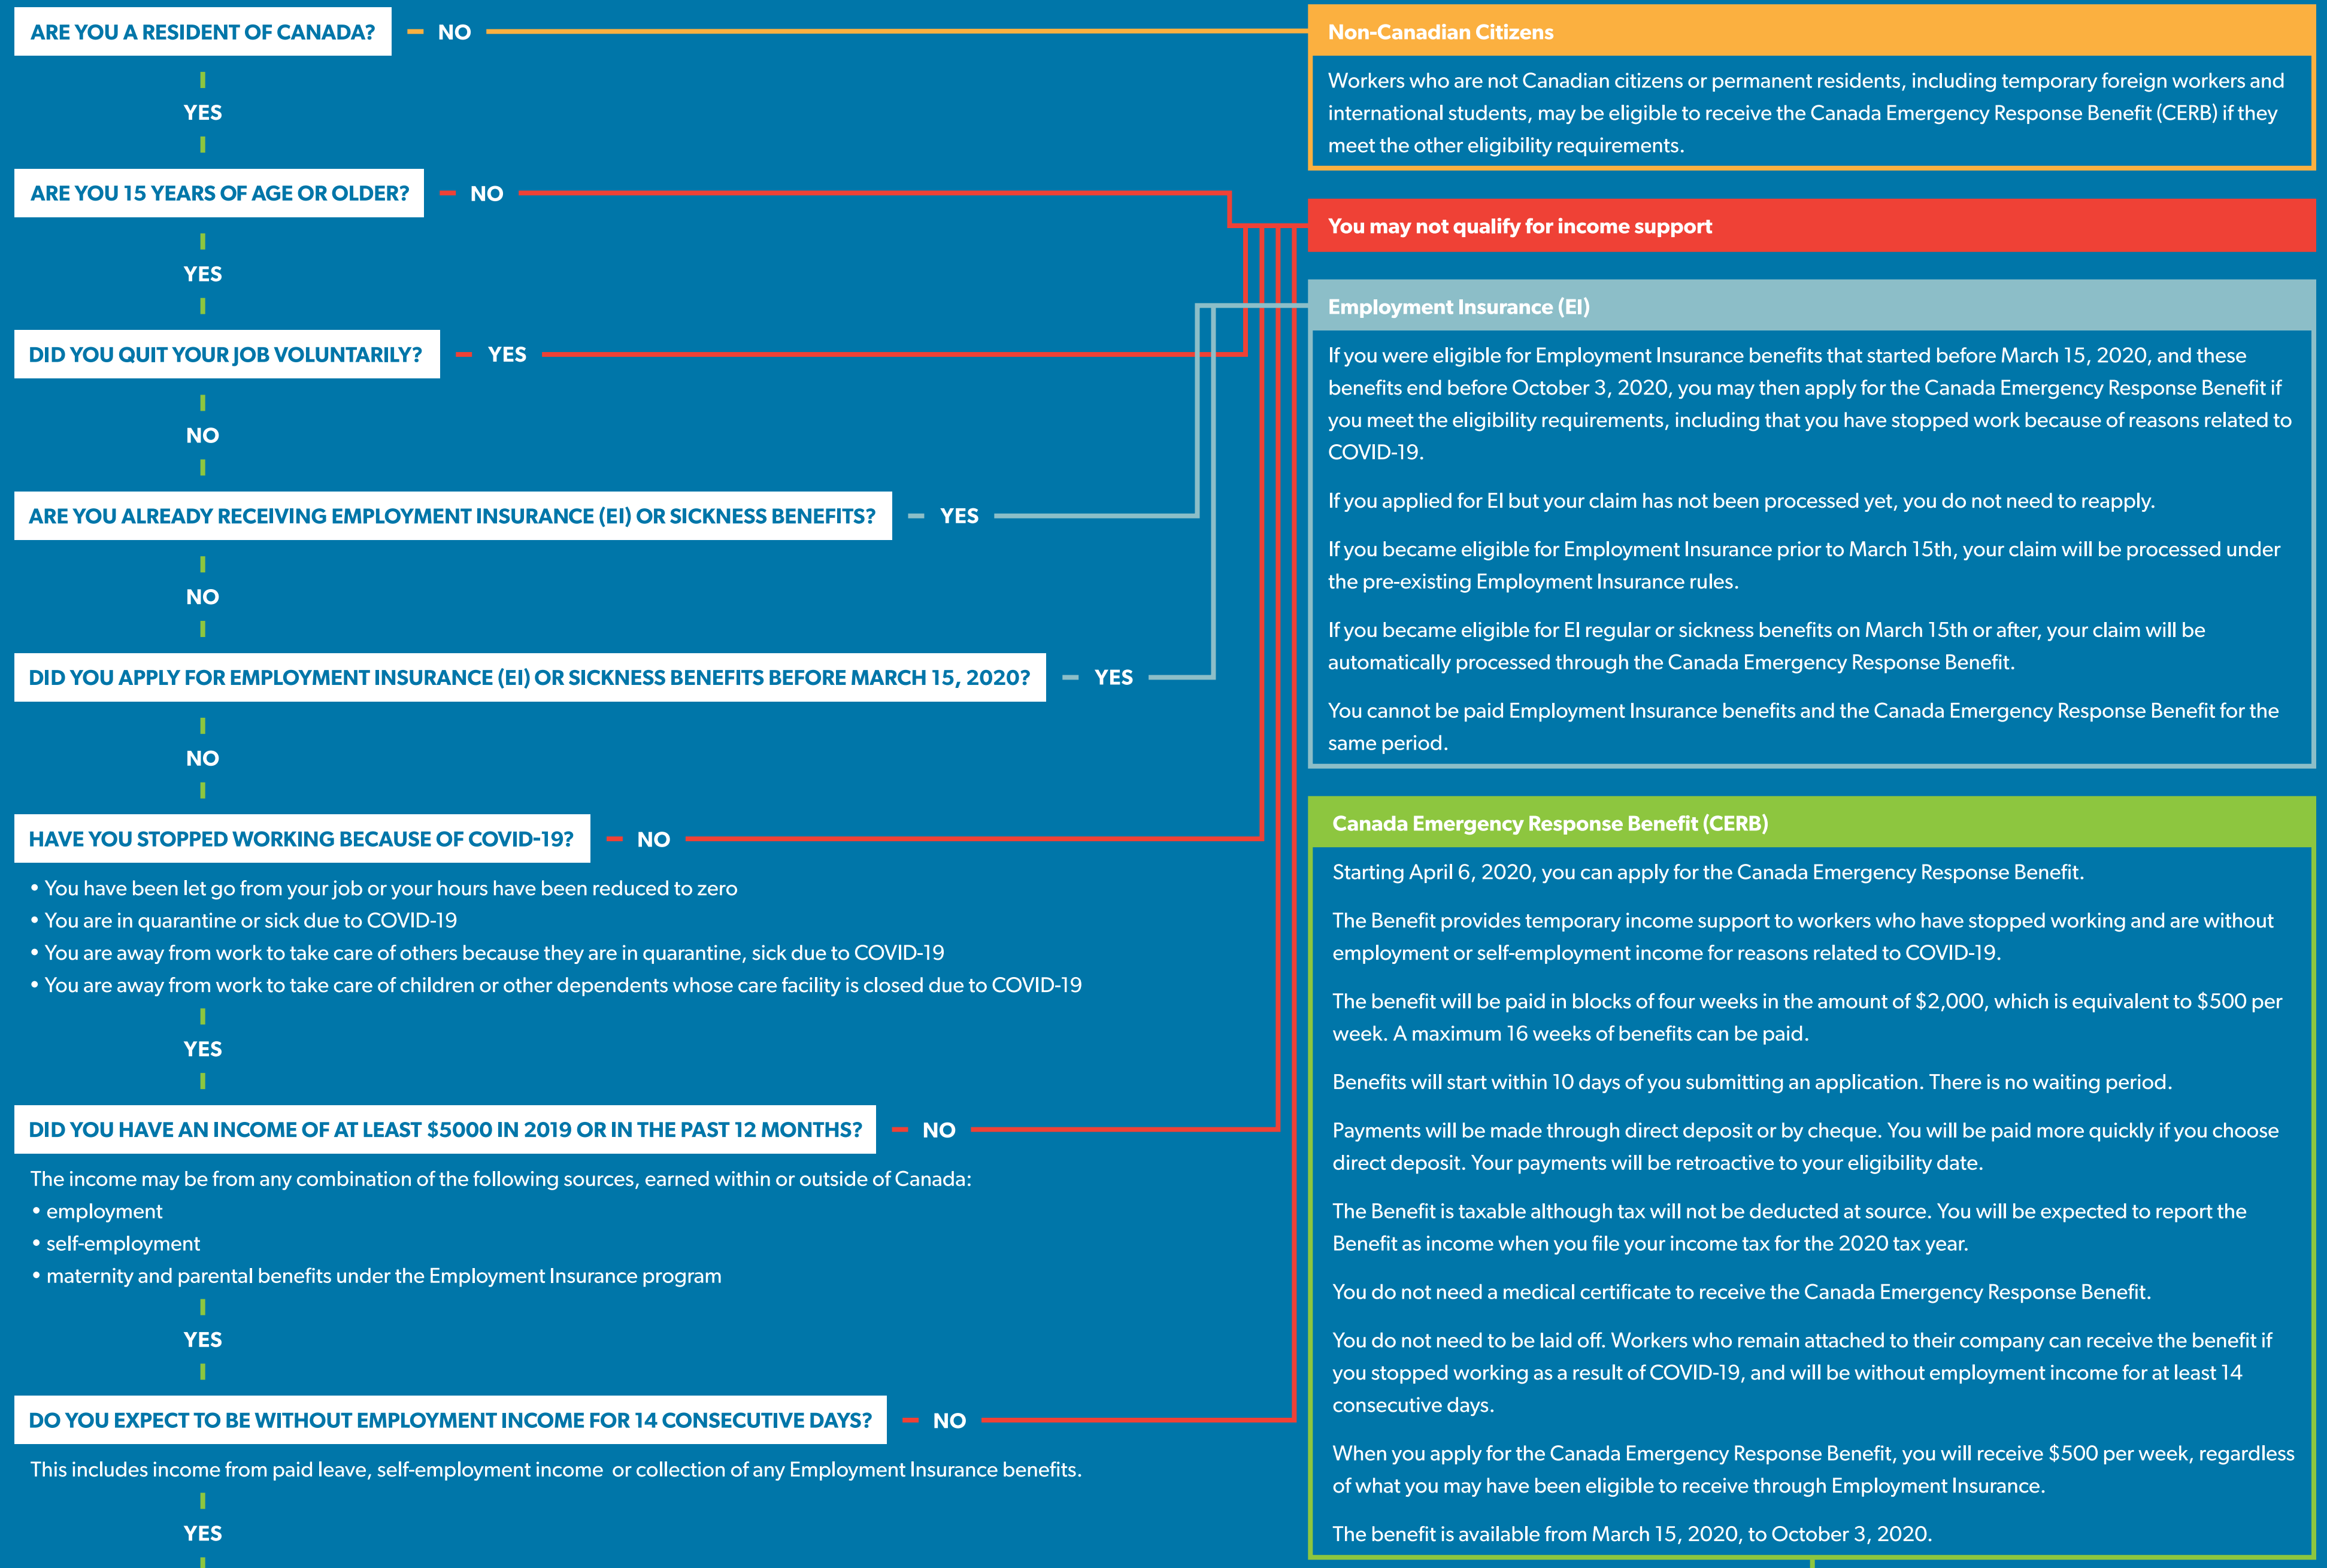 ARE YOU A RESIDENT OF CANADA?
NO
YES
ARE YOU 15 YEARS OF AGE OR OLDER?
NO
YES
DID YOU QUIT YOUR JOB VOLUNTARILY?
YES
NO
ARE YOU ALREADY RECEIVING EMPLOYMENT INSURANCE (EI) OR SICKNESS BENEFITS?
YES
NO
DID YOU APPLY FOR EMPLOYMENT INSURANCE (EI) OR SICKNESS BENEFITS BEFORE MARCH 15, 2020?
YES
NO
HAVE YOU STOPPED WORKING BECAUSE OF COVID-19?
NO
• You have been let go from your job or your hours have been reduced to zero
• You are in quarantine or sick due to COVID-19
• You are away from work to take care of others because they are in quarantine, sick due to COVID-19
• You are away from work to take care of children or other dependents whose care facility is closed due to COVID-19
YES
DID YOU HAVE AN INCOME OF AT LEAST $5000 IN 2019 OR IN THE PAST 12 MONTHS?
NO
The income may be from any combination of the following sources, earned within or outside of Canada:
• employment
• self-employment
• maternity and parental benefits under the Employment Insurance program
YES
DO YOU EXPECT TO BE WITHOUT EMPLOYMENT INCOME FOR 14 CONSECUTIVE DAYS?
NO
This includes income from paid leave, self-employment income or collection of any Employment Insurance benefits.
YES
Non-Canadian Citizens
Workers who are not Canadian citizens or permanent residents, including temporary foreign workers and
international students, may be eligible to receive the Canada Emergency Response Benefit (CERB) if they
meet the other eligibility requirements.
You may not qualify for income support
Employment Insurance (EI)
If you were eligible for Employment Insurance benefits that started before March 15, 2020, and these
benefits end before October 3, 2020, you may then apply for the Canada Emergency Response Benefit if
you meet the eligibility requirements, including that you have stopped work because of reasons related to
COVID-19.
If you applied for EI but your claim has not been processed yet, you do not need to reapply.
If you became eligible for Employment Insurance prior to March 15th, your claim will be processed under
the pre-existing Employment Insurance rules.
If you became eligible for EI regular or sickness benefits on March 15th or after, your claim will be
automatically processed through the Canada Emergency Response Benefit.
You cannot be paid Employment Insurance benefits and the Canada Emergency Response Benefit for the
same period.
Canada Emergency Response Benefit (CERB)
Starting April 6, 2020, you can apply for the Canada Emergency Response Benefit.
The Benefit provides temporary income support to workers who have stopped working and are without
employment or self-employment income for reasons related to COVID-19.
The benefit will be paid in blocks of four weeks in the amount of $2,000, which is equivalent to $500 per
week. A maximum 16 weeks of benefits can be paid.
Benefits will start within 10 days of you submitting an application. There is no waiting period.
Payments will be made through direct deposit or by cheque. You will be paid more quickly if you choose
direct deposit. Your payments will be retroactive to your eligibility date.
The Benefit is taxable although tax will not be deducted at source. You will be expected to report the
Benefit as income when you file your income tax for the 2020 tax year.
You do not need a medical certificate to receive the Canada Emergency Response Benefit.
You do not need to be laid off. Workers who remain attached to their company can receive the benefit if
you stopped working as a result of COVID-19, and will be without employment income for at least 14
consecutive days.
When you apply for the Canada Emergency Response Benefit, you will receive $500 per week, regardless
of what you may have been eligible to receive through Employment Insurance.
The benefit is available from March 15, 2020, to October 3, 2020.